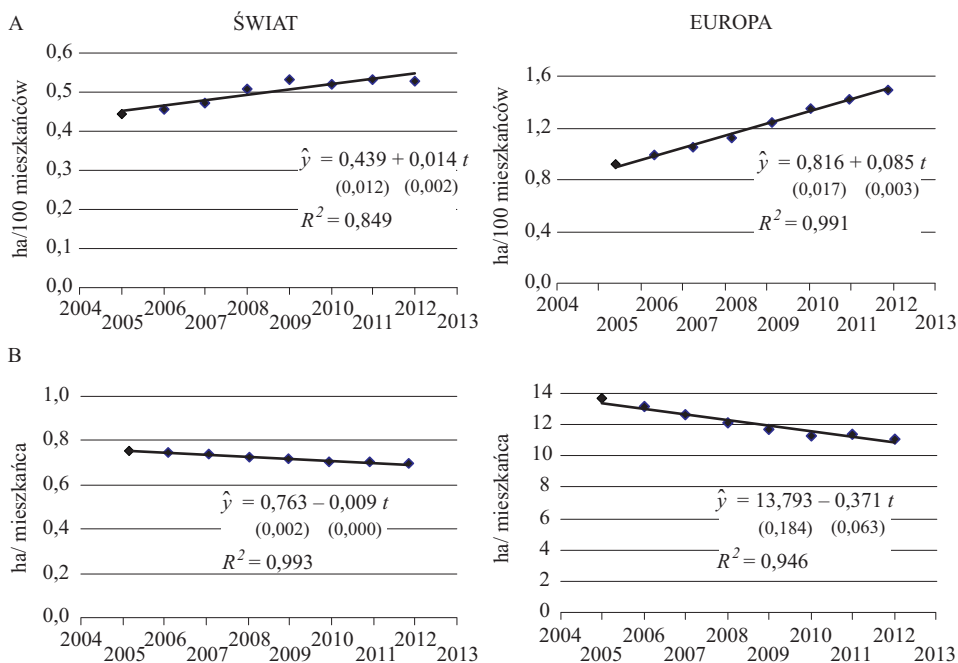 A
ŚWIAT
ha/100 mieszkańców
0,6
0,5
0,4
0,3
0,2
0,1
0,0
ŷ = 0,439 + 0,014 t
(0,012) (0,002)
R² = 0,849
2004 2006 2008 2010 2012
2005 2007 2009 2011 2013
EUROPA
ha/100 mieszkańców
1,6
1,2
0,8
0,4
0,0
ŷ = 0,816 + 0,085 t
(0,017) (0,003)
R² = 0,991
2004 2006 2008 2010 2012
2005 2007 2009 2011 2013
B
ha/ mieszkańca
1,0
0,8
0,6
0,4
0,2
0,0
ŷ = 0,763 – 0,009 t
(0,002) (0,000)
R² = 0,993
2004 2006 2008 2010 2012
2005 2007 2009 2011 2013
ha/ mieszkańca
14
12
10
8
6
4
2
0
ŷ = 13,793 – 0,371 t
(0,184) (0,063)
R² = 0,946
2004 2006 2008 2010 2012
2005 2007 2009 2011 2013